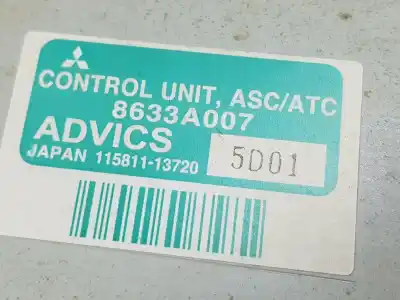 CONTROL UNIT, ASC/ATC
8633A007
ADVICS
JAPAN 115811-13720 5D01